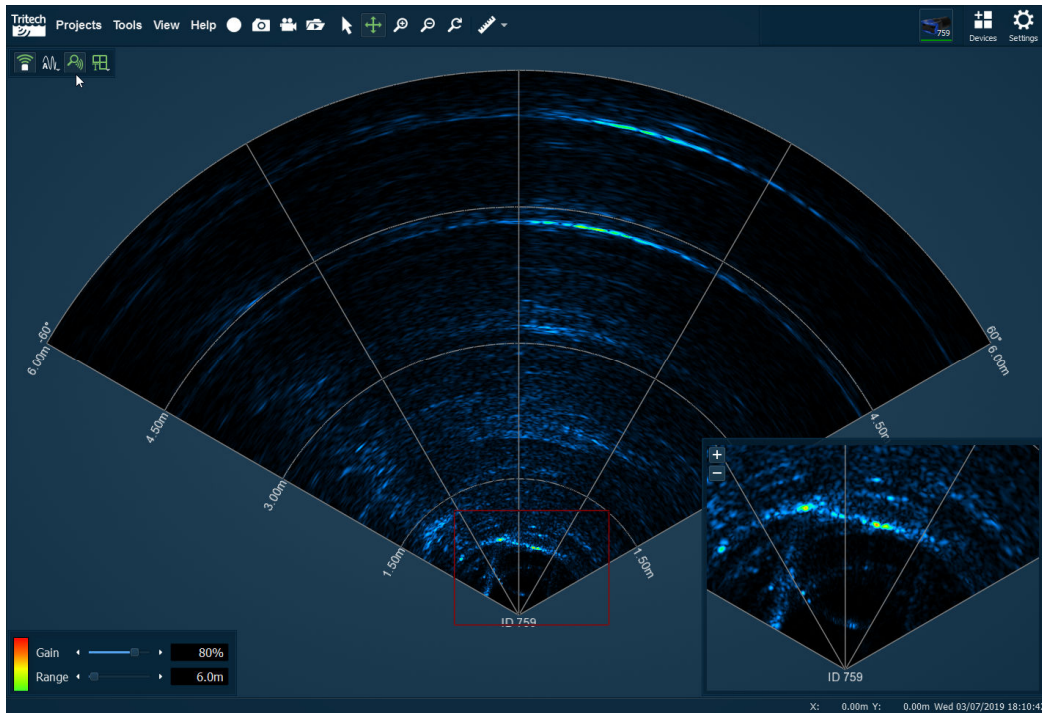 Tritech
Projects Tools View Help
759
Devices
Settings
-60°
6.00m
4.50m
3.00m
1.50m
60°
6.00m
4.50m
1.50m
ID 759
ID 759
Gain 80%
Range 6.0m
X: 0.00m Y: 0.00m Wed 03/07/2019 18:10:42